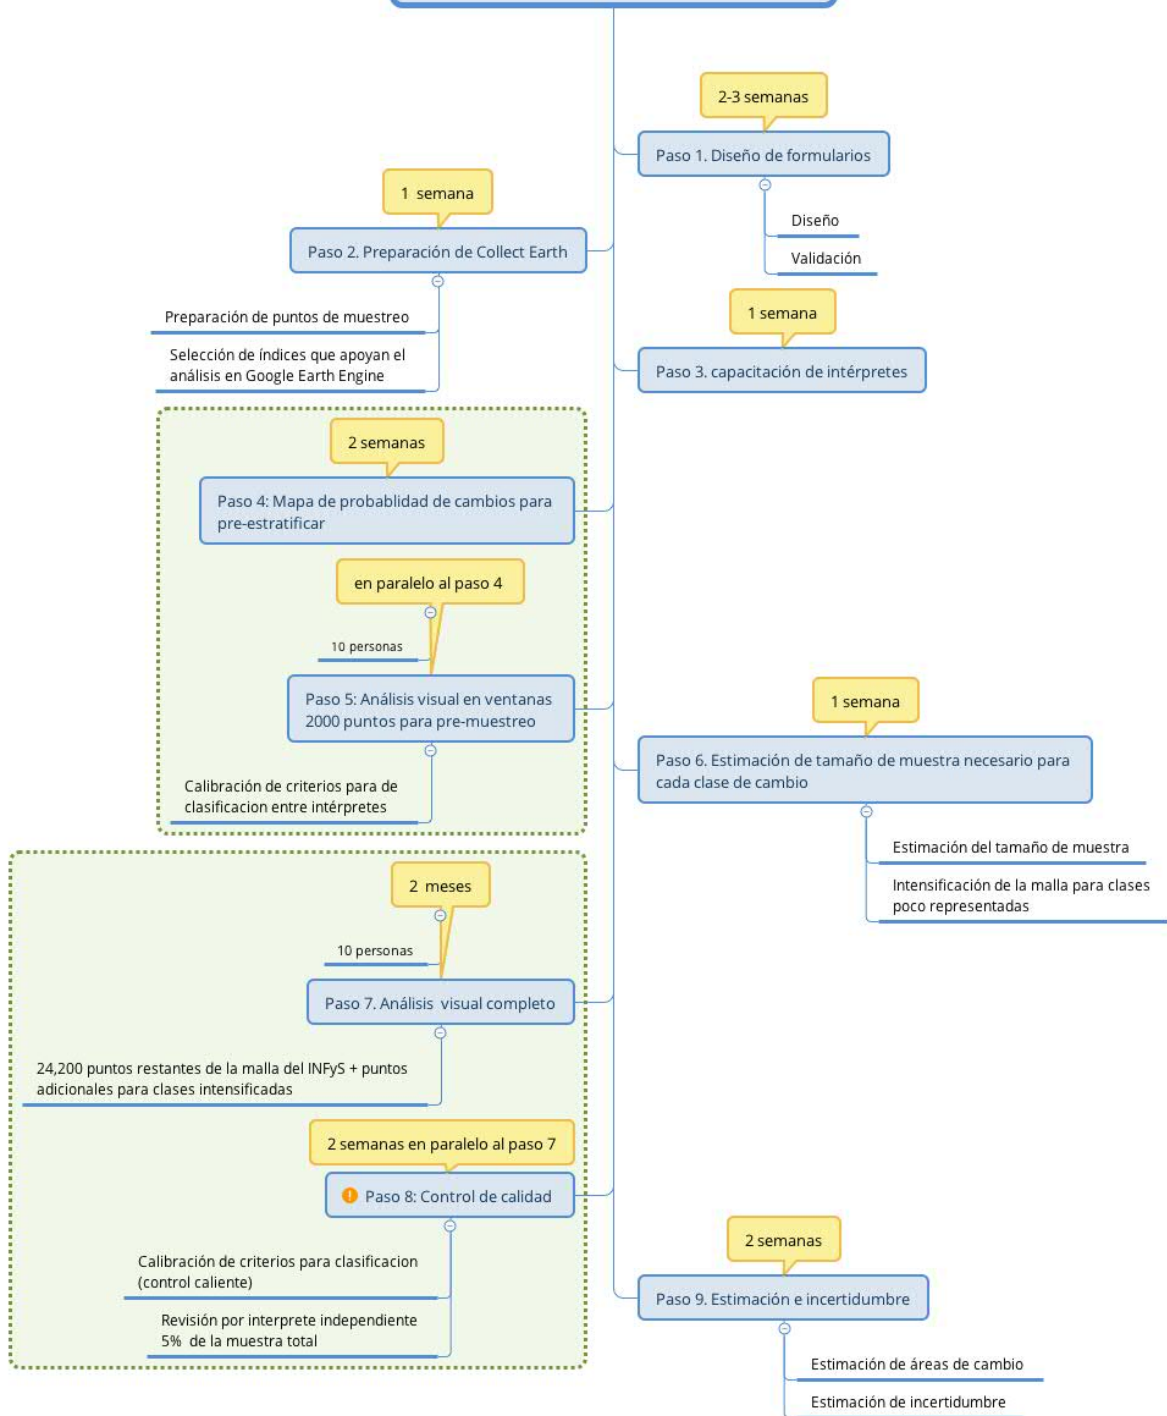 2-3 semanas
Paso 1. Diseño de formularios
Diseño
Validación
1 semana
Paso 2. Preparación de Collect Earth
Preparación de puntos de muestreo
Selección de índices que apoyan el
análisis en Google Earth Engine
1 semana
Paso 3. capacitación de intérpretes
2 semanas
Paso 4: Mapa de probablidad de cambios para
pre-estratificar
en paralelo al paso 4
10 personas
Paso 5: Análisis visual en ventanas
2000 puntos para pre-muestreo
Calibración de criterios para de
clasificacion entre intérpretes
1 semana
Paso 6. Estimación de tamaño de muestra necesario para
cada clase de cambio
Estimación del tamaño de muestra
Intensificación de la malla para clases
poco representadas
2 meses
10 personas
Paso 7. Análisis visual completo
24,200 puntos restantes de la malla del INFyS + puntos
adicionales para clases intensificadas
2 semanas en paralelo al paso 7
Paso 8: Control de calidad
Calibración de criterios para clasificacion
(control caliente)
Revisión por interprete independiente
5% de la muestra total
2 semanas
Paso 9. Estimación e incertidumbre
Estimación de áreas de cambio
Estimación de incertidumbre